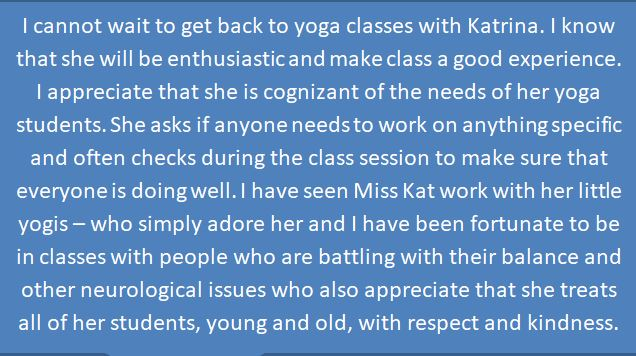 I cannot wait to get back to yoga classes with Katrina. I know
that she will be enthusiastic and make class a good experience.
I appreciate that she is cognizant of the needs of her yoga
students. She asks if anyone needs to work on anything specific
and often checks during the class session to make sure that
everyone is doing well. I have seen Miss Kat work with her little
yogis – who simply adore her and I have been fortunate to be
in classes with people who are battling with their balance and
other neurological issues who also appreciate that she treats
all of her students, young and old, with respect and kindness.